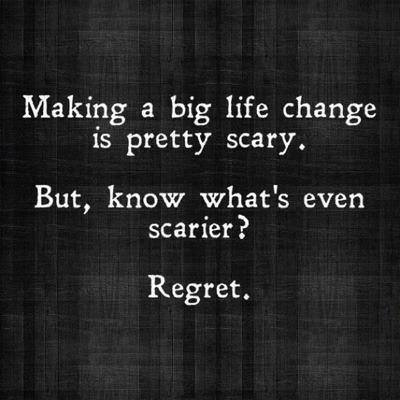 Making a big life change
is pretty scary.
But, know what's even
scarier?
Regret.